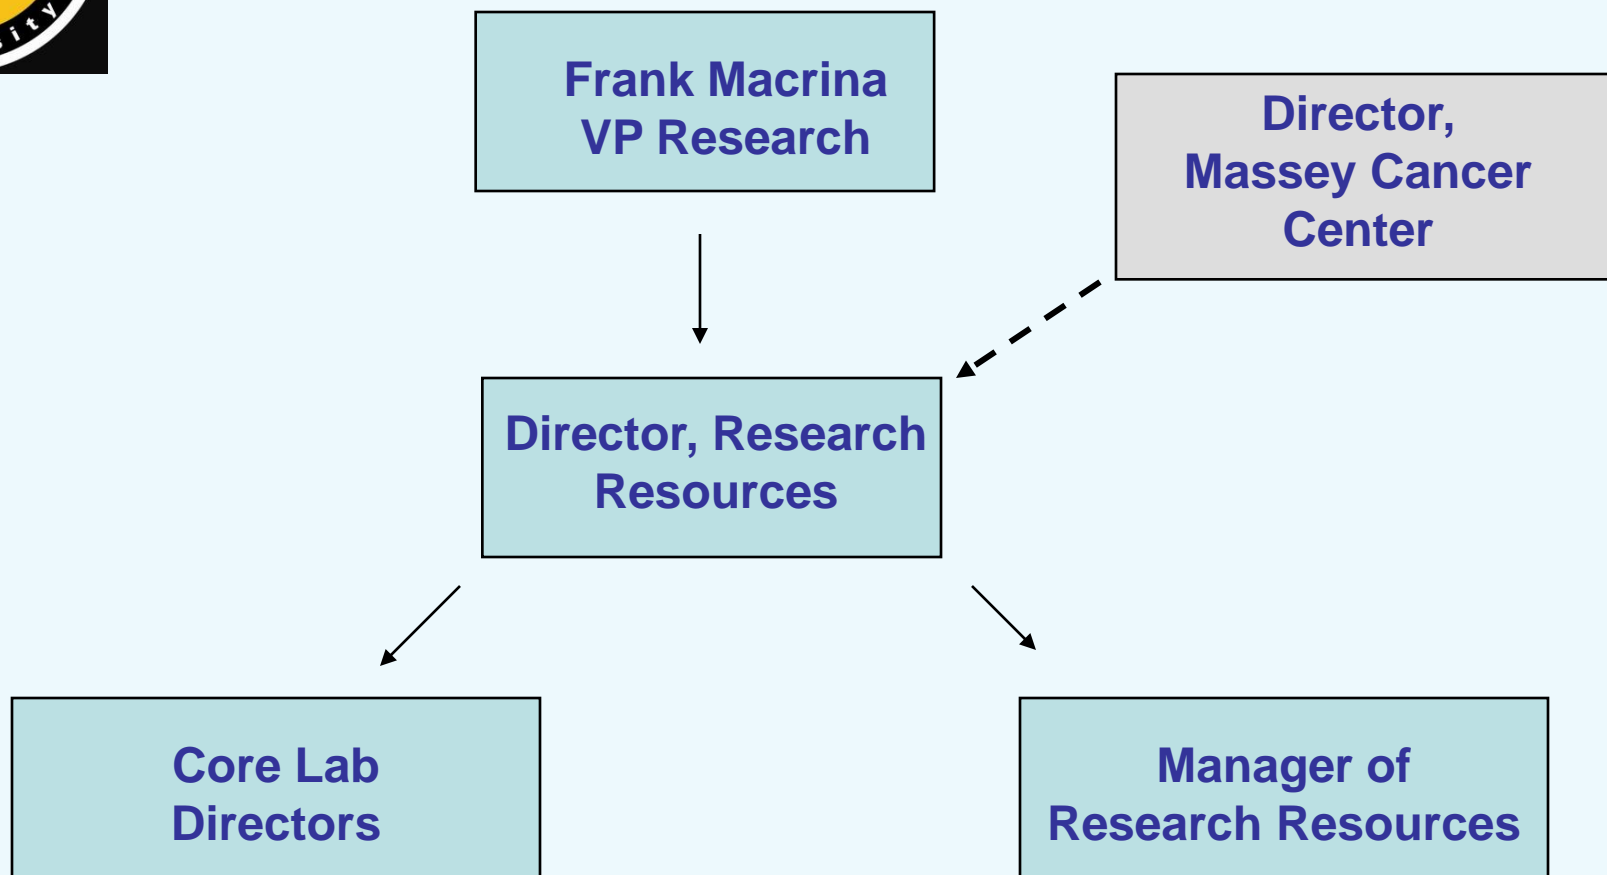 Frank Macrina
VP Research
Director,
Massey Cancer
Center
Director, Research
Resources
Core Lab
Directors
Manager of
Research Resources